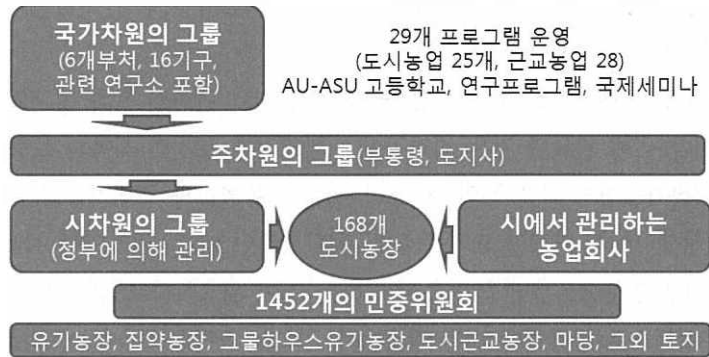 국가차원의 그룹
(6개부처, 16기구,
관련 연구소 포함)
29개 프로그램 운영
(도시농업 25개, 근교농업 28)
AU-ASU 고등학교, 연구프로그램, 국제세미나
주차원의 그룹(부통령, 도지사)
시차원의 그룹
(정부에 의해 관리)
168개
도시농장
시에서 관리하는
농업회사
1452개의 민중위원회
유기농장, 집약농장, 그물하우스유기농장, 도시근교농장, 마당, 그외 토지